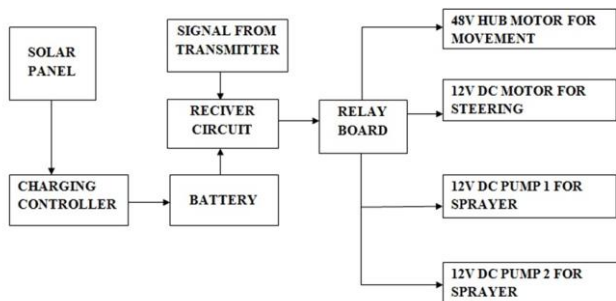 SOLAR
PANEL
SIGNAL FROM
TRANSMITTER
48V HUB MOTOR FOR
MOVEMENT
RECIVER
CIRCUIT
RELAY
BOARD
12V DC MOTOR FOR
STEERING
CHARGING
CONTROLLER
BATTERY
12V DC PUMP 1 FOR
SPRAYER
12V DC PUMP 2 FOR
SPRAYER